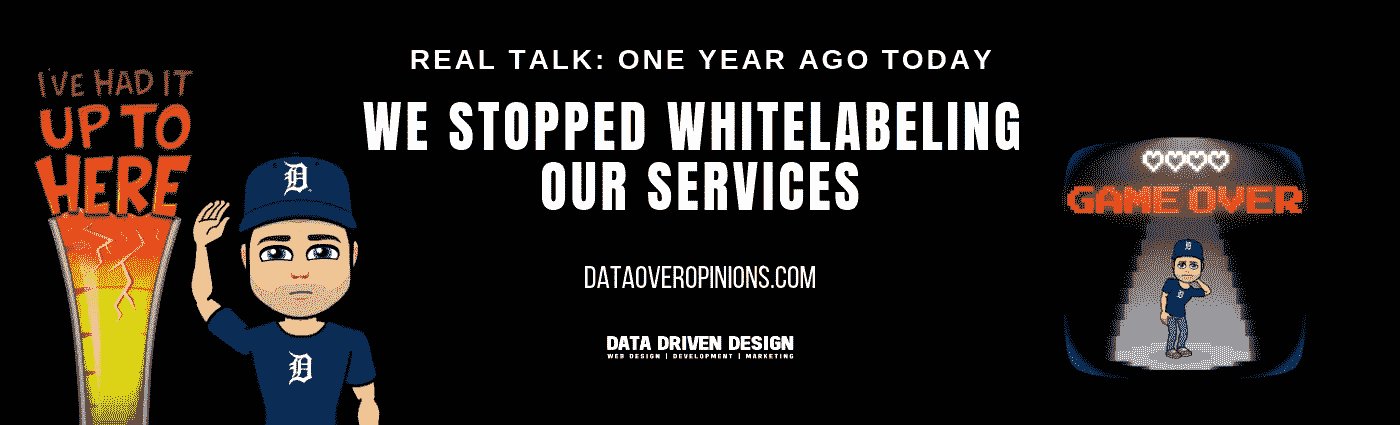 REAL TALK: ONE YEAR AGO TODAY
WE STOPPED WHITELABELING
OUR SERVICES
DATAOVEROPINIONS.COM
DATA DRIVEN DESIGN
WEB DESIGN | DEVELOPMENT | MARKETING
I'VE HAD IT
UP TO
HERE
D
D
GAME OVER